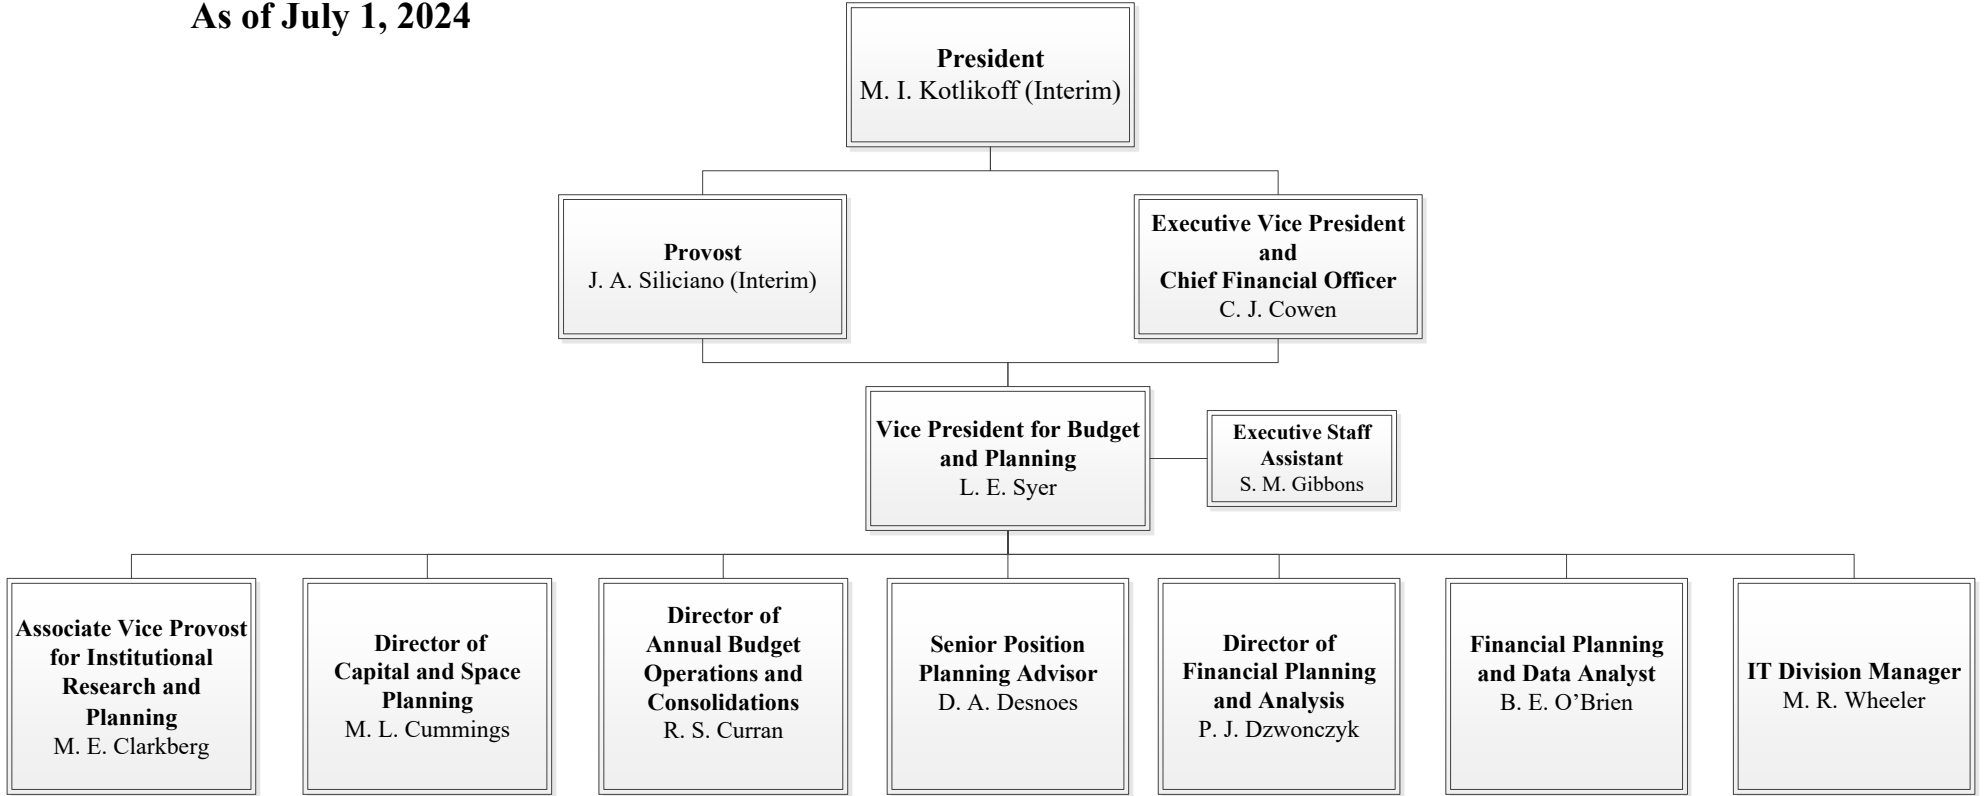 As of July 1, 2024
President
M. I. Kotlikoff (Interim)
Provost
J. A. Siliciano (Interim)
Executive Vice President
and
Chief Financial Officer
C. J. Cowen
Vice President for Budget
and Planning
L. E. Syer
Executive Staff
Assistant
S. M. Gibbons
Associate Vice Provost
for Institutional
Research and
Planning
M. E. Clarkberg
Director of
Capital and Space
Planning
M. L. Cummings
Director of
Annual Budget
Operations and
Consolidations
R. S. Curran
Senior Position
Planning Advisor
D. A. Desnoes
Director of
Financial Planning
and Analysis
P. J. Dzwonczyk
Financial Planning
and Data Analyst
B. E. O’Brien
IT Division Manager
M. R. Wheeler